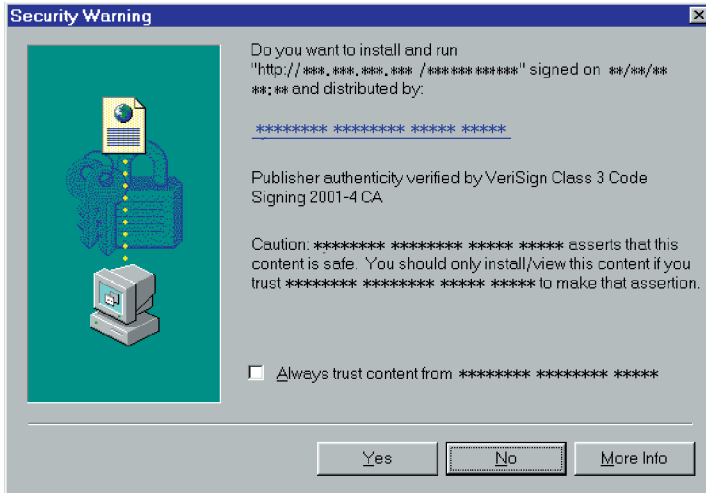 Security Warning
Do you want to install and run
"http://***.***.***.*** /************" signed on **/**/**
**:** and distributed by:
******** ******** ***** *****
Publisher authenticity verified by VeriSign Class 3 Code
Signing 2001-4 CA
Caution: ******** ******** ***** ***** asserts that this
content is safe. You should only install/view this content if you
trust ******** ******** ***** ***** to make that assertion.
Always trust content from ******** ******** *****
Yes
No
More Info